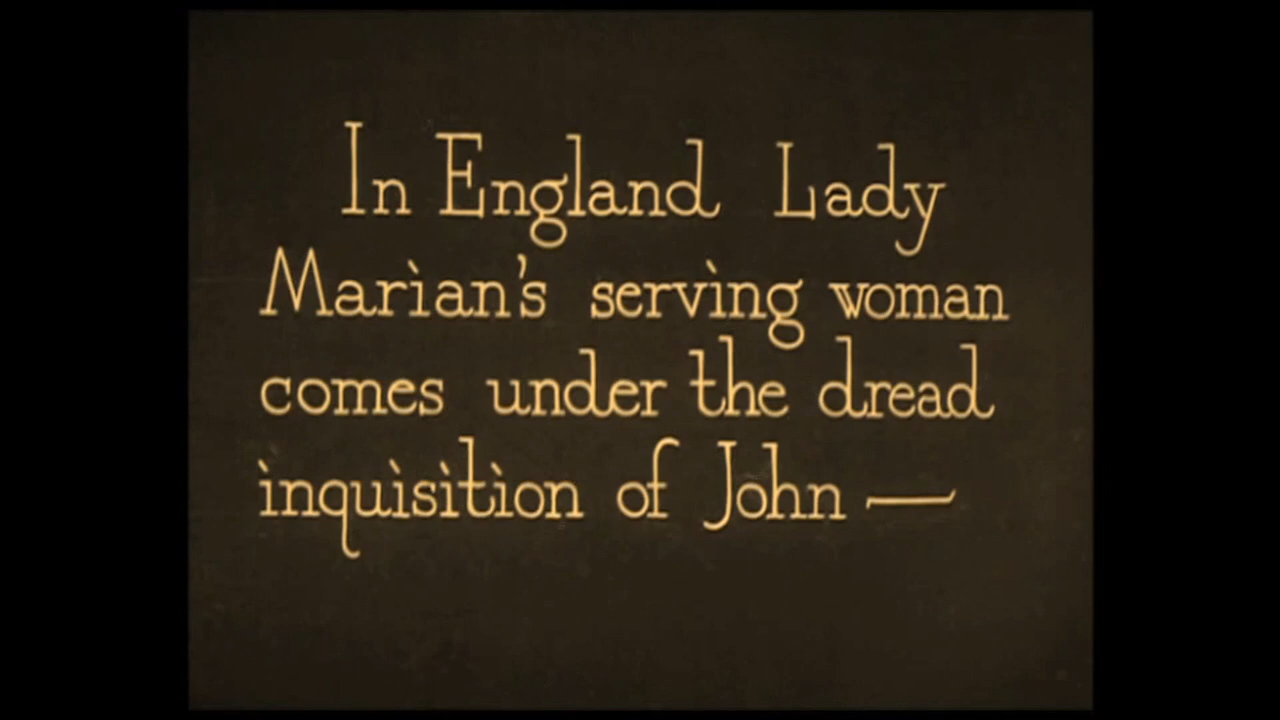 In England Lady
Marian's serving woman
comes under the dread
inquisition of John —